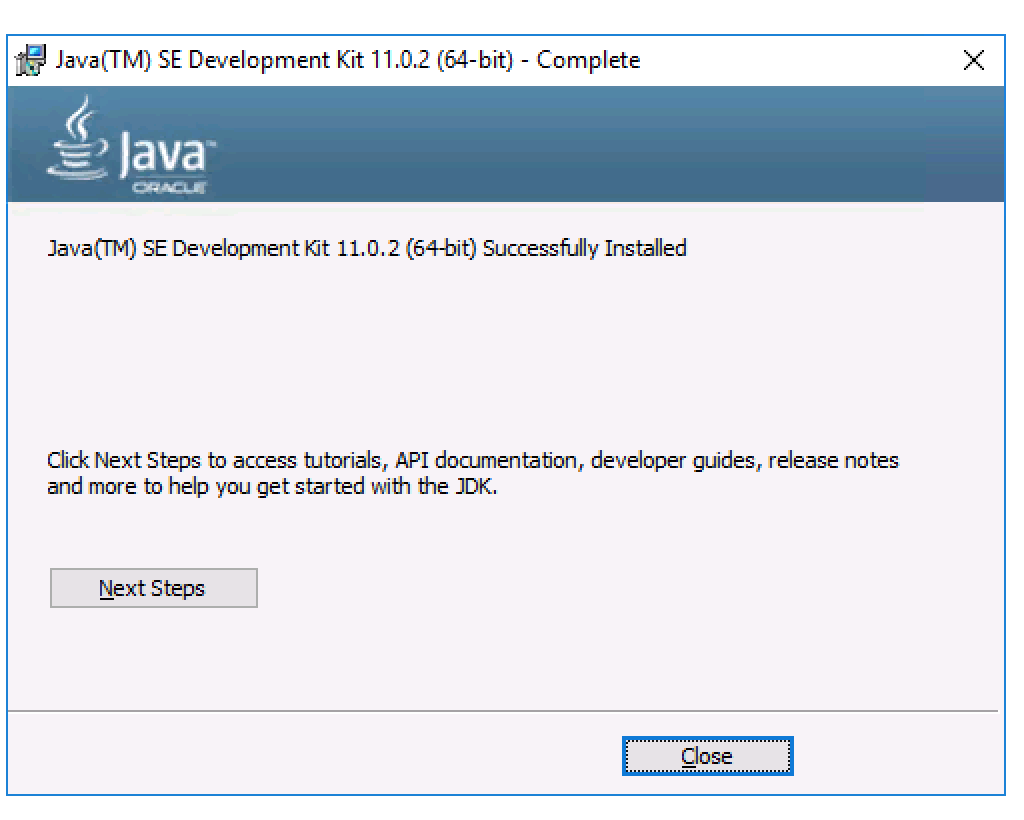 Java(TM) SE Development Kit 11.0.2 (64-bit) - Complete
Java™
ORACLE
Java(TM) SE Development Kit 11.0.2 (64-bit) Successfully Installed
Click Next Steps to access tutorials, API documentation, developer guides, release notes
and more to help you get started with the JDK.
Next Steps
Close